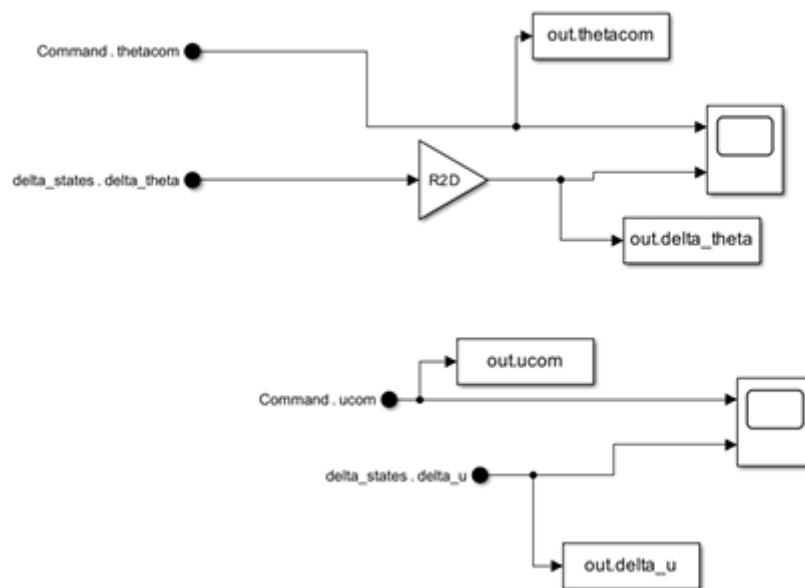 out.thetacom
Command . thetacom
delta_states . delta_theta
R2D
out.delta_theta
out.ucom
Command . ucom
delta_states . delta_u
out.delta_u